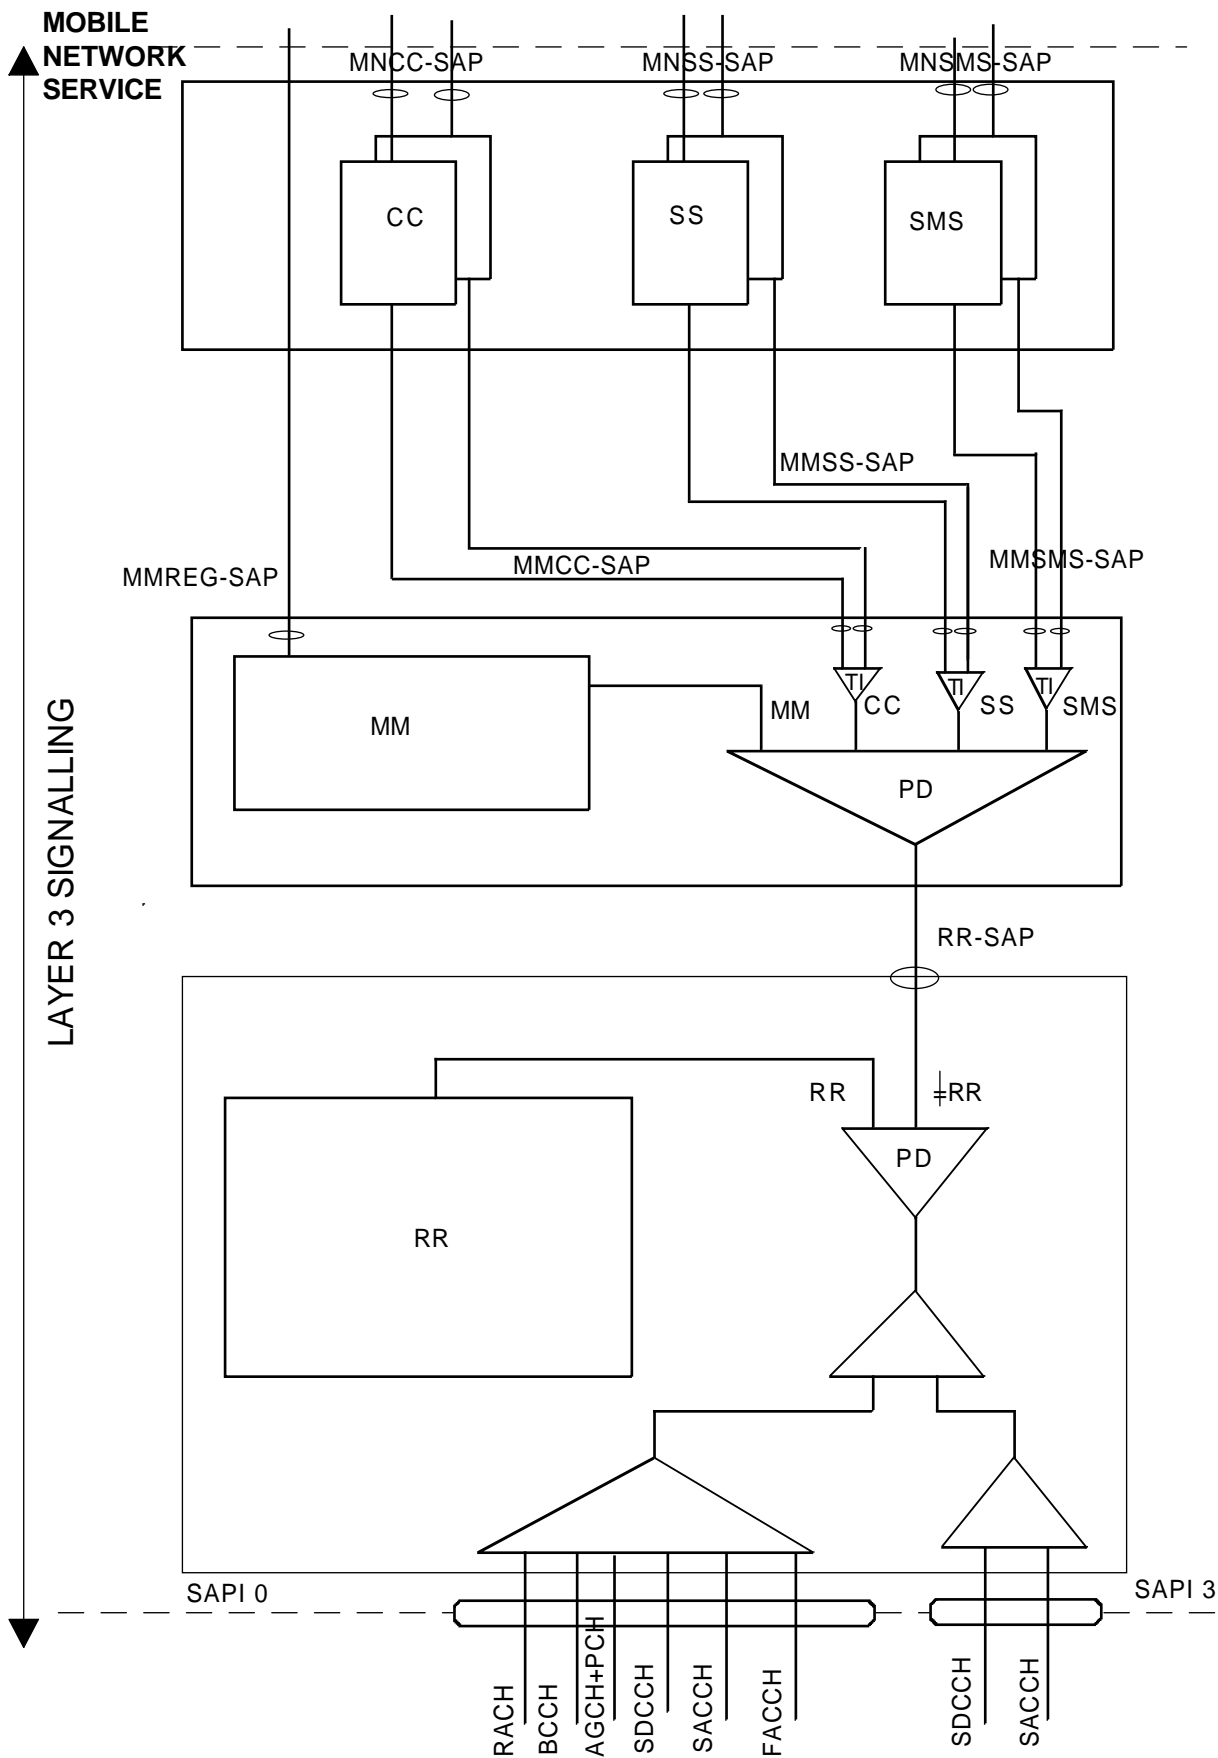 MOBILE
NETWORK
SERVICE
MNCC-SAP
MNSS-SAP
MNSMS-SAP
CC
SS
SMS
MMSS-SAP
MMCC-SAP
MMSMS-SAP
MMREG-SAP
TI
TI
TI
MM
CC
SS
SMS
MM
PD
LAYER 3 SIGNALLING
RR-SAP
RR
≠RR
PD
RR
SAPI 0
SAPI 3
RACH
BCCH
AGCH+PCH
SDCCH
SACCH
FACCH
SDCCH
SACCH